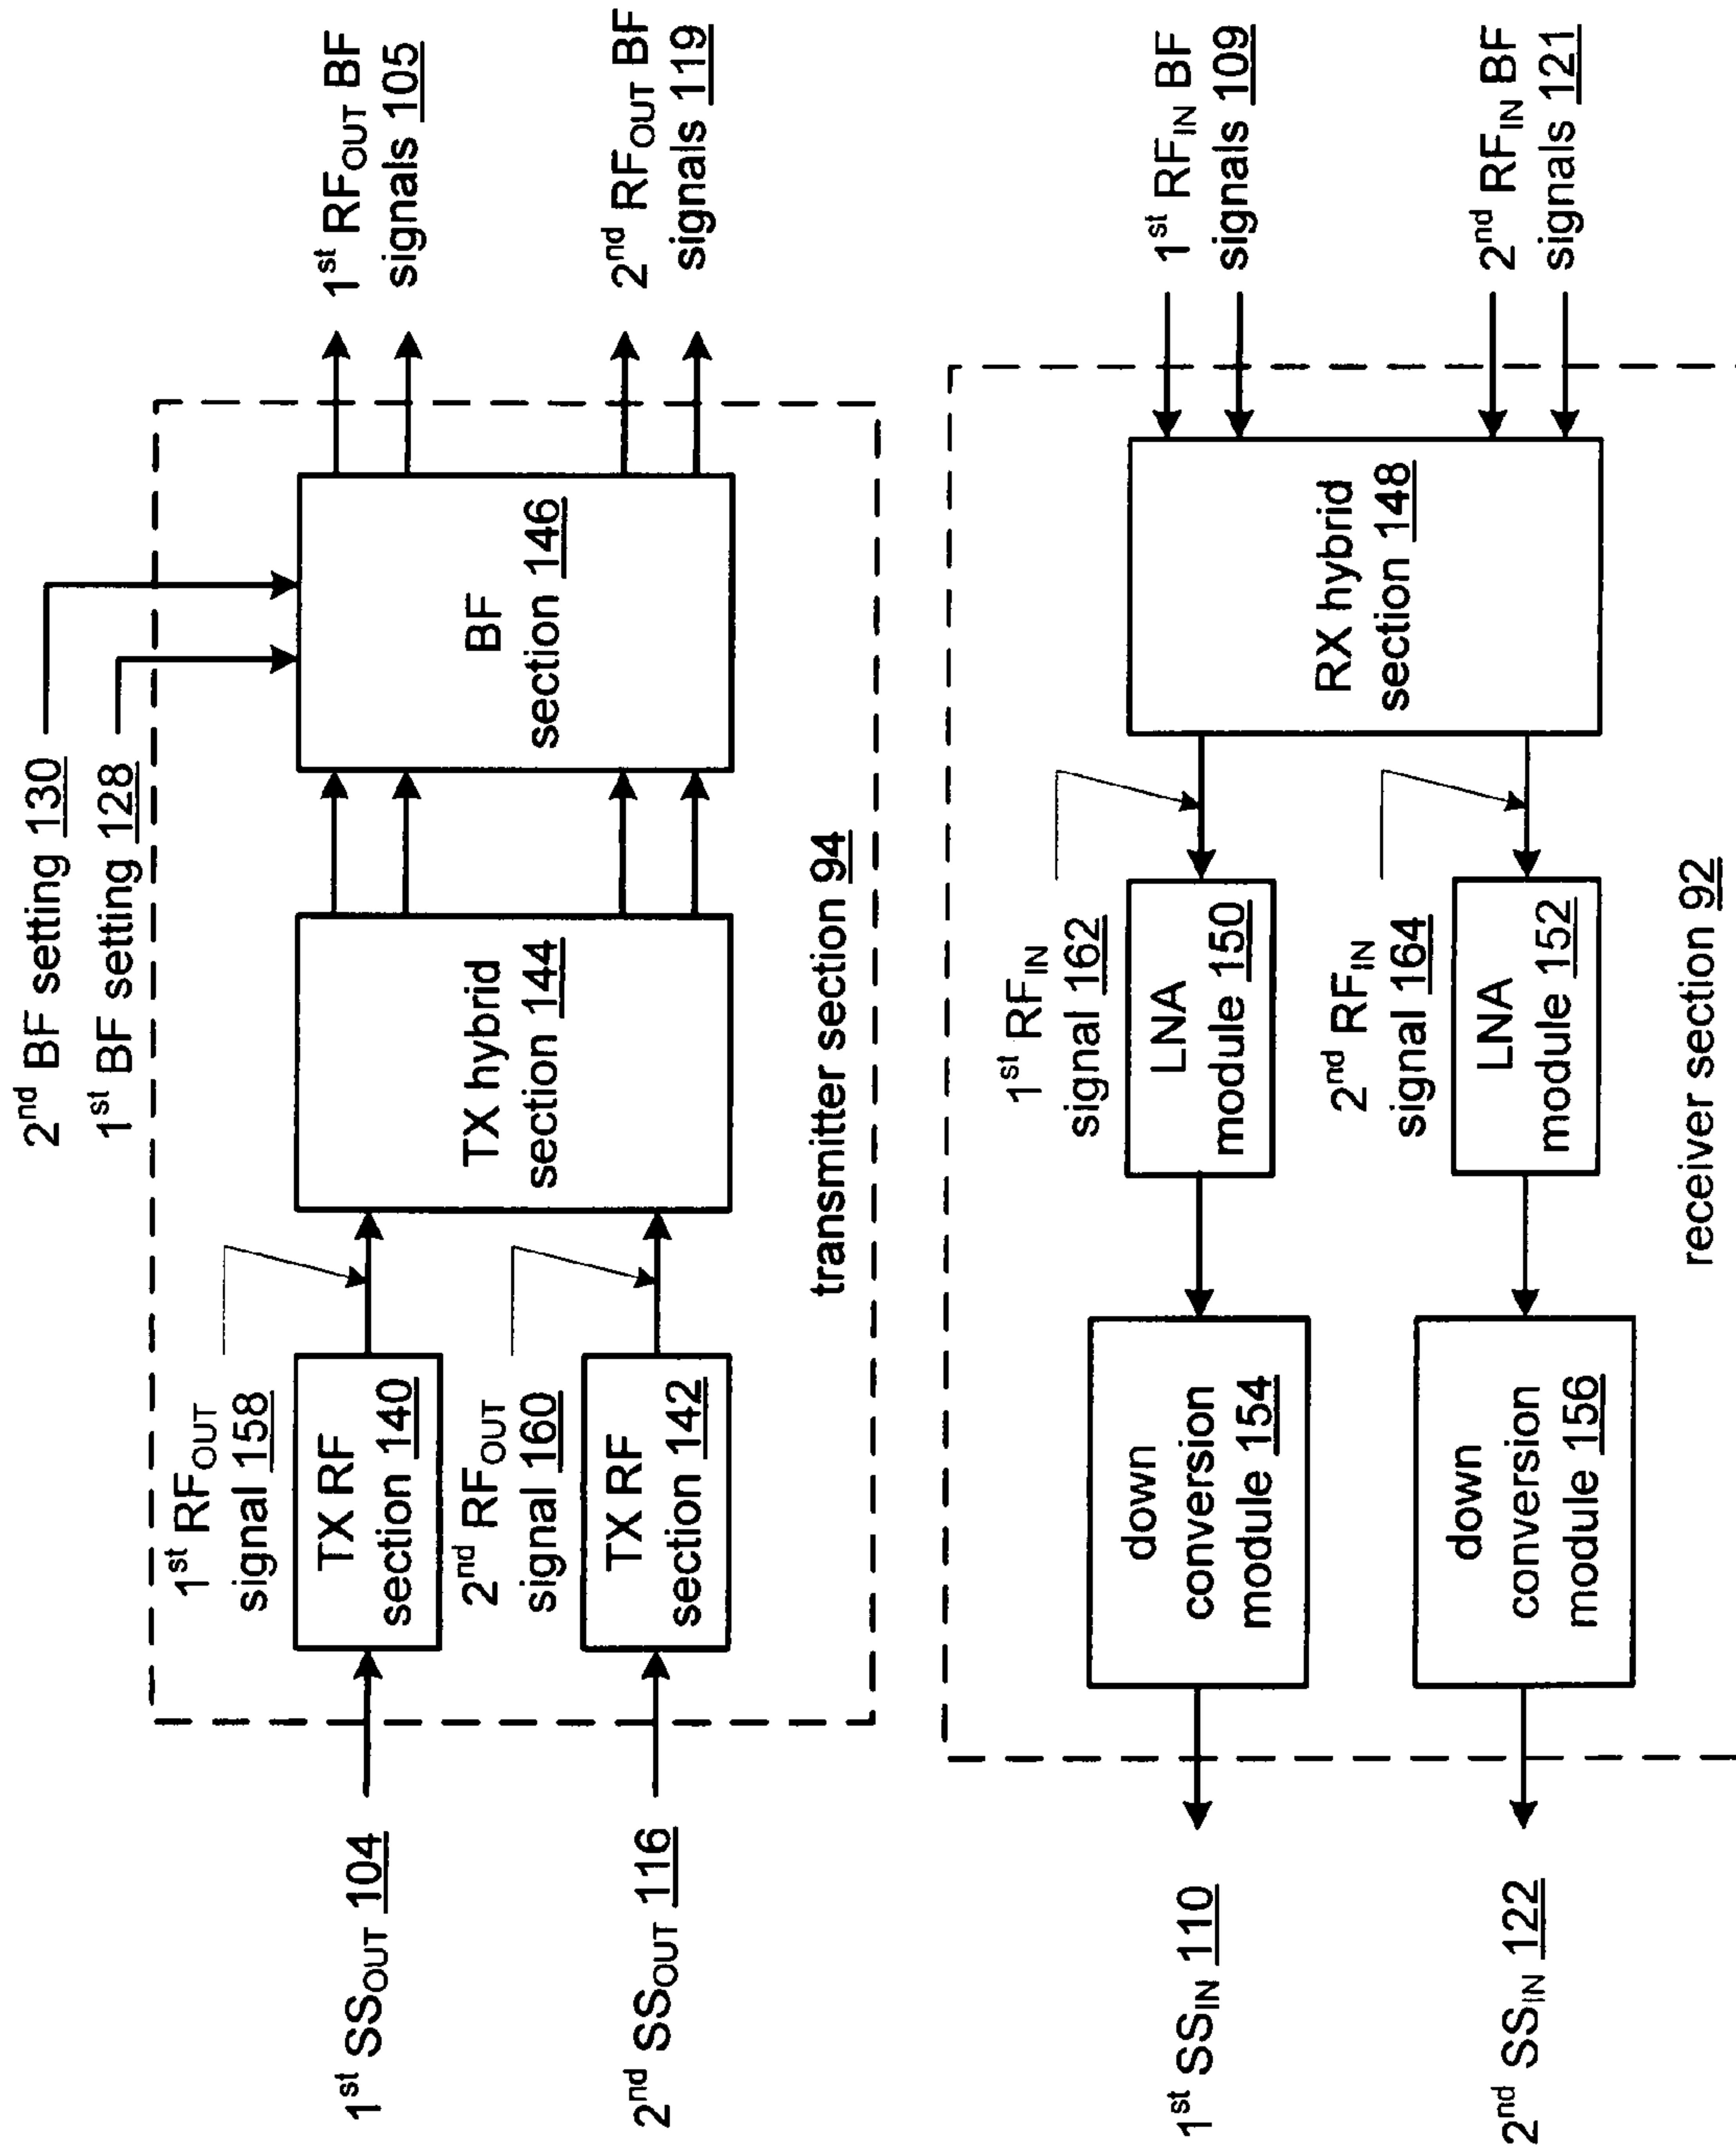 2nd BF setting 130
1st BF setting 128
1st SSOUT 104
2nd SSOUT 116
1st RFOUT
signal 158
TX RF
section 140
2nd RFOUT
signal 160
TX RF
section 142
TX hybrid
section 144
BF
section 146
1st RFOUT BF
signals 105
2nd RFOUT BF
signals 119
transmitter section 94
1st SSIN 110
2nd SSIN 122
down
conversion
module 154
down
conversion
module 156
1st RFIN
signal 162
LNA
module 150
2nd RFIN
signal 164
LNA
module 152
RX hybrid
section 148
1st RFIN BF
signals 109
2nd RFIN BF
signals 121
receiver section 92